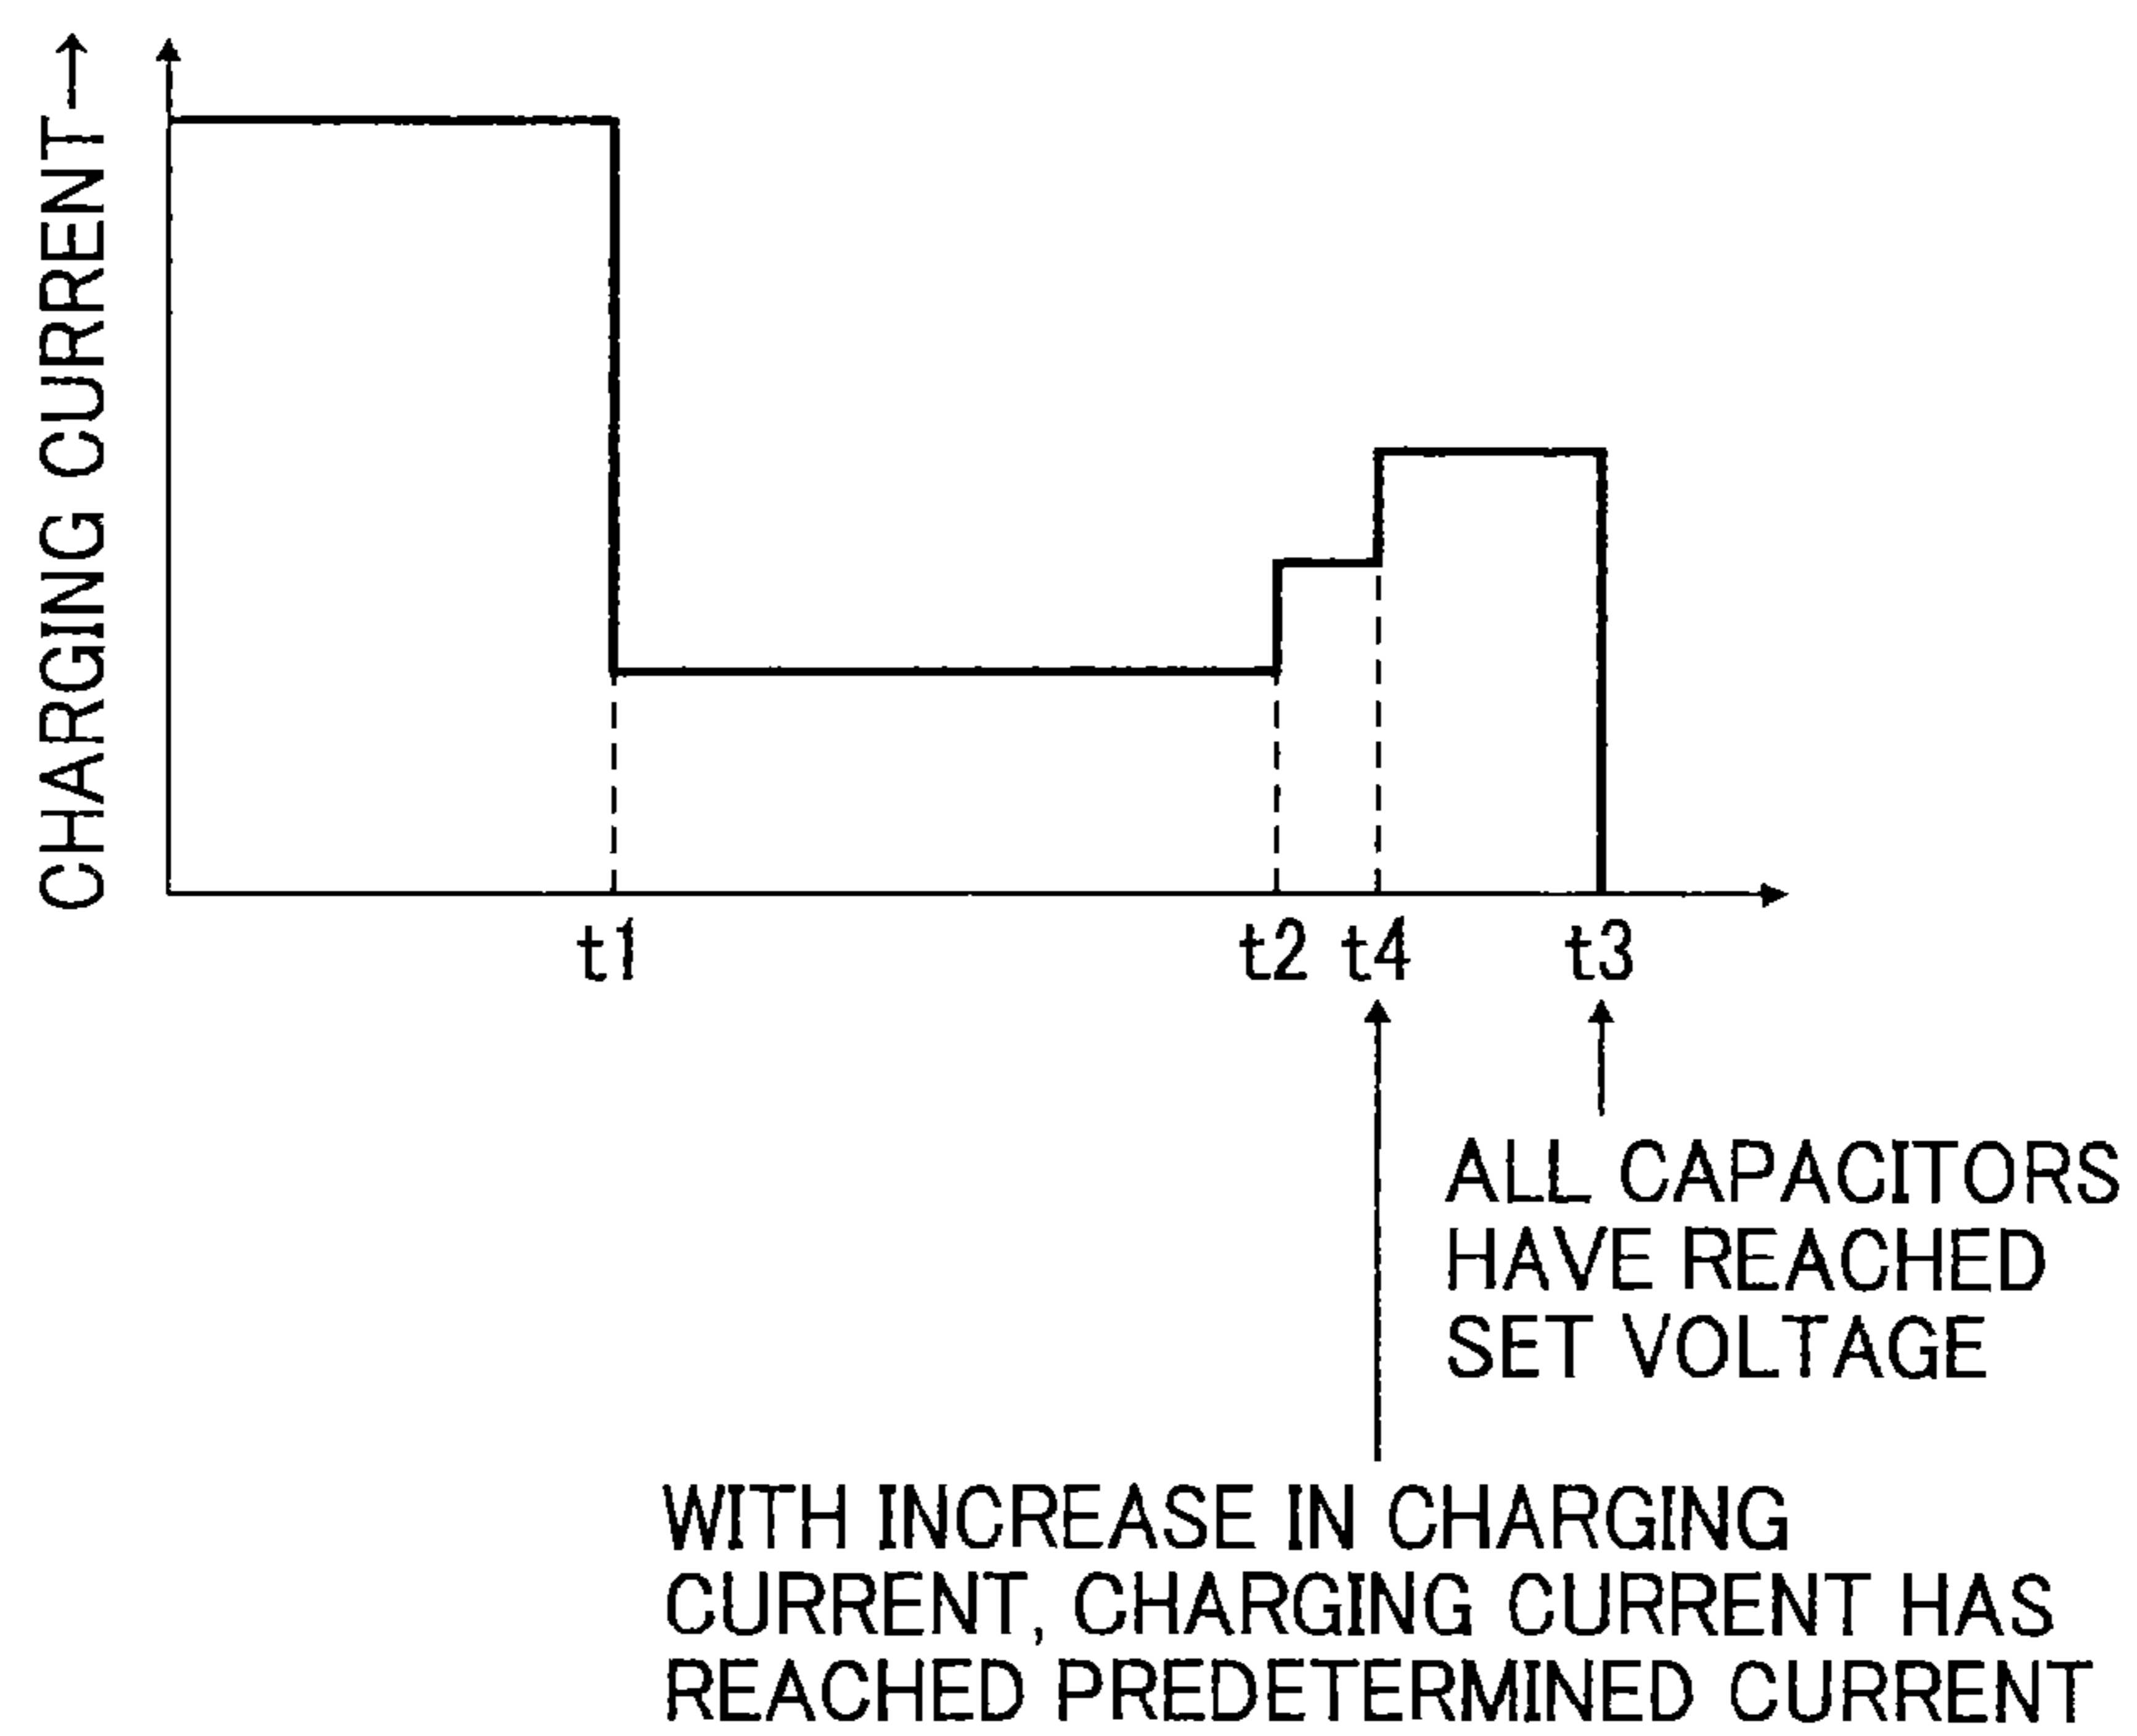 CHARGING CURRENT→
t1
t2
t4
t3
ALL CAPACITORS
HAVE REACHED
SET VOLTAGE
WITH INCREASE IN CHARGING
CURRENT, CHARGING CURRENT HAS
REACHED PREDETERMINED CURRENT